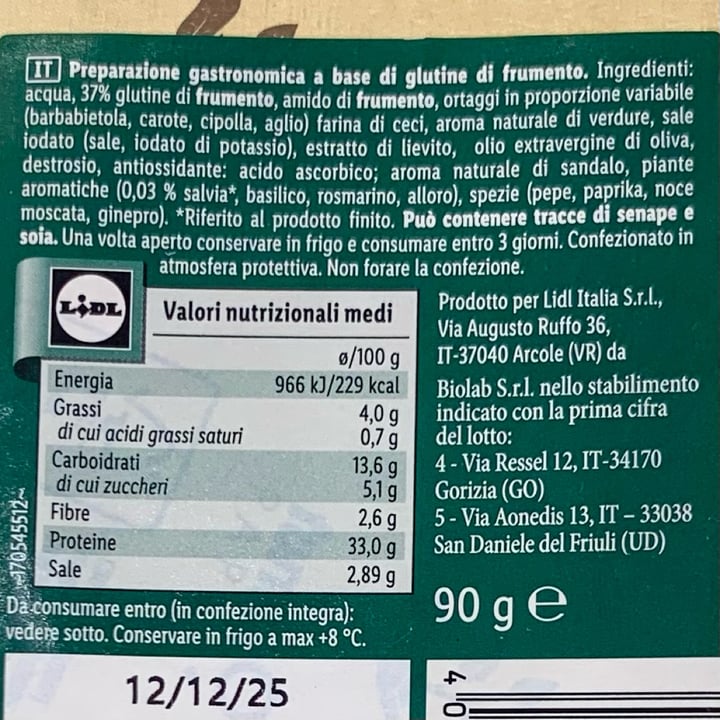 IT Preparazione gastronomica a base di glutine di frumento. Ingredienti:
acqua, 37% glutine di frumento, amido di frumento, ortaggi in proporzione variabile
(barbabietola, carote, cipolla, aglio) farina di ceci, aroma naturale di verdure, sale
iodato (sale, iodato di potassio), estratto di lievito, olio extravergine di oliva,
destrosio, antiossidante: acido ascorbico; aroma naturale di sandalo, piante
aromatiche (0,03 % salvia*, basilico, rosmarino, alloro), spezie (pepe, paprika, noce
moscata, ginepro). *Riferito al prodotto finito. Può contenere tracce di senape e
soia. Una volta aperto conservare in frigo e consumare entro 3 giorni. Confezionato in
atmosfera protettiva. Non forare la confezione.
LIDL
Valori nutrizionali medi
ø/100 g
Energia 966 kJ/229 kcal
Grassi 4,0 g
di cui acidi grassi saturi 0,7 g
Carboidrati 13,6 g
di cui zuccheri 5,1 g
Fibre 2,6 g
Proteine 33,0 g
Sale 2,89 g
170545512
Da consumare entro (in confezione integra):
vedere sotto. Conservare in frigo a max +8 °C.
12/12/25
Prodotto per Lidl Italia S.r.l.,
Via Augusto Ruffo 36,
IT-37040 Arcole (VR) da
Biolab S.r.l. nello stabilimento
indicato con la prima cifra
del lotto:
4 - Via Ressel 12, IT-34170
Gorizia (GO)
5 - Via Aonedis 13, IT – 33038
San Daniele del Friuli (UD)
90 g e
4 0